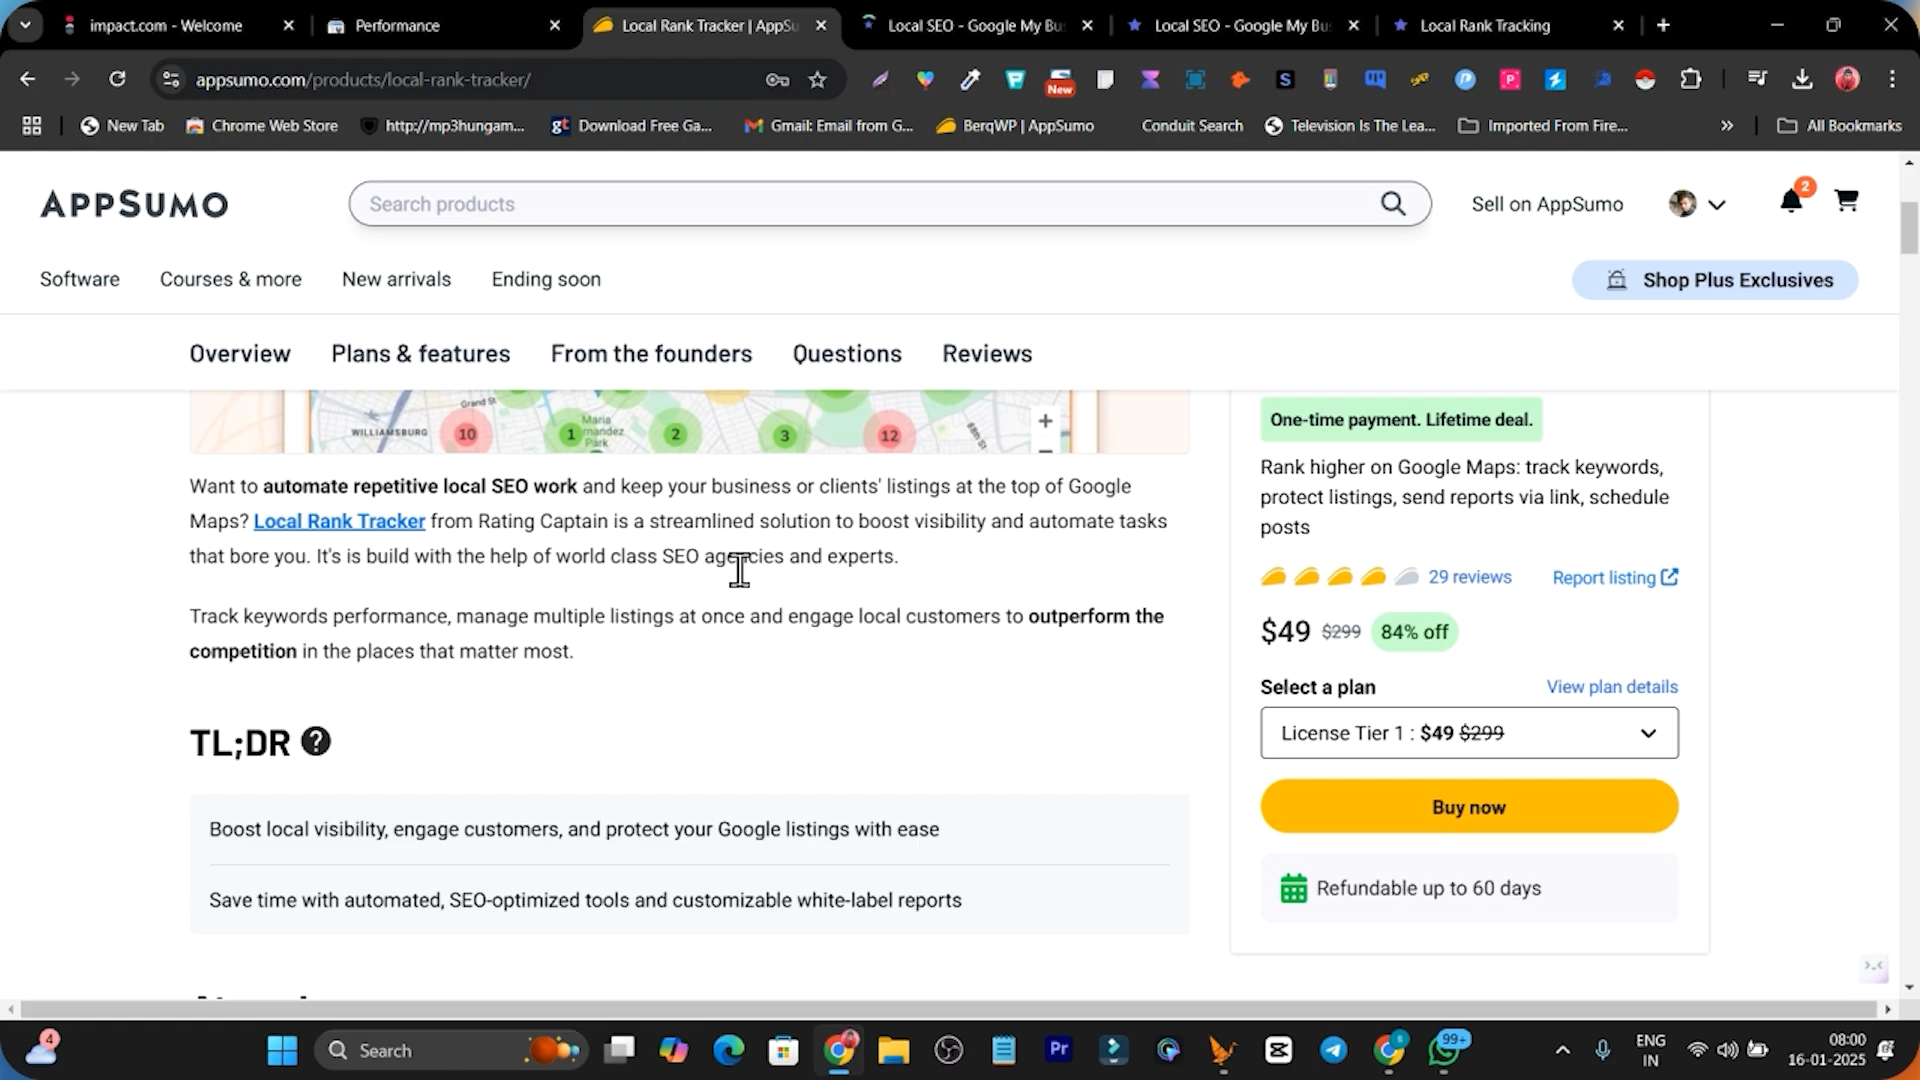 impact.com - Welcome
Performance
Local Rank Tracker | AppSu
Local SEO - Google My Bu
Local SEO - Google My Bu
Local Rank Tracking
appsumo.com/products/local-rank-tracker/
New
New Tab
Chrome Web Store
http://mp3hungam...
Download Free Ga...
Gmail: Email from G...
BerqWP | AppSumo
Conduit Search
Television Is The Lea...
Imported From Fire...
All Bookmarks
APPSUMO
Search products
Sell on AppSumo
2
Software
Courses & more
New arrivals
Ending soon
Shop Plus Exclusives
Overview
Plans & features
From the founders
Questions
Reviews
Grand St
WILLIAMSBURG
10
1
Maria
rnandez
Park
2
3
12
68th St
Want to automate repetitive local SEO work and keep your business or clients' listings at the top of Google
Maps? Local Rank Tracker from Rating Captain is a streamlined solution to boost visibility and automate tasks
that bore you. It's is build with the help of world class SEO agencies and experts.
Track keywords performance, manage multiple listings at once and engage local customers to outperform the
competition in the places that matter most.
TL;DR
Boost local visibility, engage customers, and protect your Google listings with ease
Save time with automated, SEO-optimized tools and customizable white-label reports
One-time payment. Lifetime deal.
Rank higher on Google Maps: track keywords,
protect listings, send reports via link, schedule
posts
29 reviews
Report listing
$49 $299 84% off
Select a plan
View plan details
License Tier 1 : $49 $299
Buy now
Refundable up to 60 days
4
Search
Pr
99+
ENG
IN
08:00
16-01-2025